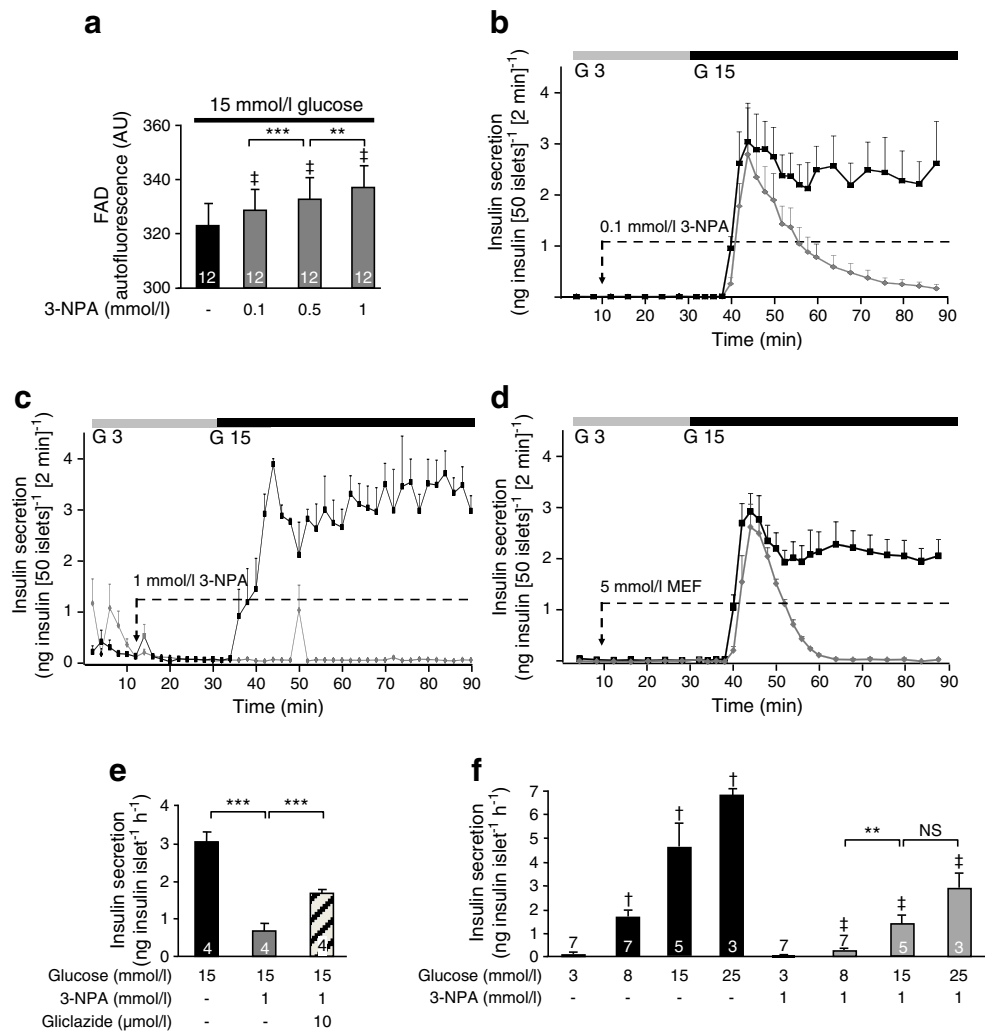 a
15 mmol/l glucose
*** **
‡ ‡ ‡
FAD
autofluorescence (AU)
360
340
320
300
12 12 12 12
3-NPA (mmol/l) - 0.1 0.5 1
b
G 3 G 15
Insulin secretion
(ng insulin [50 islets]-1 [2 min]-1)
4
3
2
1
0.1 mmol/l 3-NPA
10 20 30 40 50 60 70 80 90
Time (min)
c
G 3 G 15
Insulin secretion
(ng insulin [50 islets]-1 [2 min]-1)
4
3
2
1
0
1 mmol/l 3-NPA
10 20 30 40 50 60 70 80 90
Time (min)
d
G 3 G 15
Insulin secretion
(ng insulin [50 islets]-1 [2 min]-1)
4
3
2
1
5 mmol/l MEF
10 20 30 40 50 60 70 80 90
Time (min)
e
*** ***
Insulin secretion
(ng insulin islet-1 h-1)
4
3
2
1
0
4 4 4
Glucose (mmol/l) 15 15 15
3-NPA (mmol/l) - 1 1
Gliclazide (µmol/l) - - 10
f
Insulin secretion
(ng insulin islet-1 h-1)
7
6
5
4
3
2
1
0
† † †
** NS
‡ ‡ ‡
7 7 5 3 7 7 5 3
Glucose (mmol/l) 3 8 15 25 3 8 15 25
3-NPA (mmol/l) - - - - 1 1 1 1